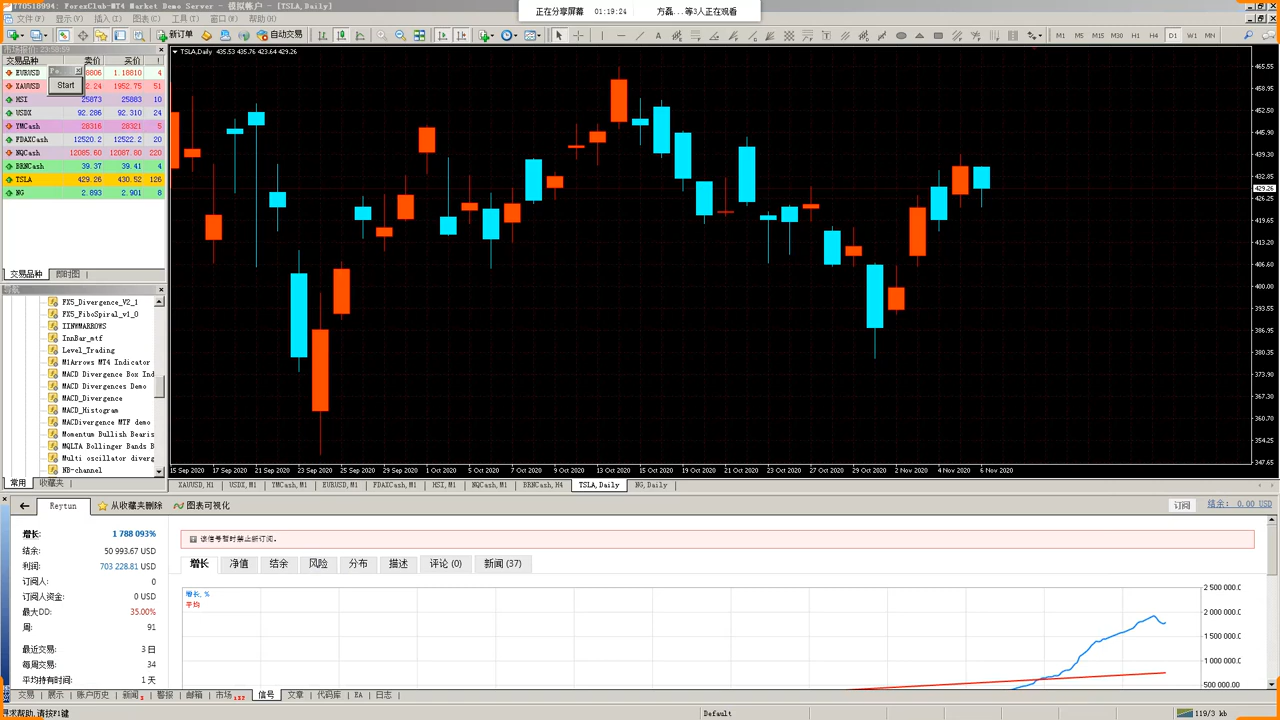 770518994: ForexClub-MT4 Market Demo Server - 模拟帐户 - [TSLA,Daily]
正在分享屏幕 01:19:24 方磊...等3人正在观看
文件(F) 显示(V) 插入(I) 图表(C) 工具(T) 窗口(W) 帮助(H)
新订单 自动交易
M1 M5 M15 M30 H1 H4 D1 W1 MN
市场报价: 23:58:59
交易品种 卖价 买价 !
EURUSD 8806 1.18810 4
Start
XAUUSD 2.24 1952.75 51
HSI 25873 25883 10
USDX 92.286 92.310 24
TMCash 28316 28321 5
FDAXCash 12520.2 12522.2 20
NQCash 12085.60 12087.80 220
BRNCash 39.37 39.41 4
TSLA 429.26 430.52 126
NG 2.893 2.901 8
交易品种 即时图
导航
FX5_Divergence_V2_1
FX5_FiboSpiral_v1_0
IINWMARROWS
InnBar_mtf
Level_Trading
M1Arrows MT4 Indicator
MACD Divergence Box Ind
MACD Divergences Demo
MACD_Divergence
MACD_Histogram
MACDivergence MTF demo
Momentum Bullish Bearis
MQLTA Bollinger Bands B
Multi oscillator diverg
NB-channel
常用 收藏夹
TSLA,Daily 435.53 435.76 423.64 429.26
465.55
458.95
452.50
445.90
439.30
432.85
429.26
426.25
419.65
413.20
406.60
400.00
393.55
386.95
380.35
373.90
367.30
360.70
354.25
347.65
15 Sep 2020 17 Sep 2020 21 Sep 2020 23 Sep 2020 25 Sep 2020 29 Sep 2020 1 Oct 2020 5 Oct 2020 7 Oct 2020 9 Oct 2020 13 Oct 2020 15 Oct 2020 19 Oct 2020 21 Oct 2020 23 Oct 2020 27 Oct 2020 29 Oct 2020 2 Nov 2020 4 Nov 2020 6 Nov 2020
XAUUSD,H1 USDX,M1 TMCash,M1 EURUSD,M1 FDAXCash,M1 HSI,M1 NQCash,M1 BRNCash,H4 TSLA,Daily NG,Daily
Reytun 从收藏夹删除 图表可视化 订阅 结余: 0.00 USD
增长: 1 788 093%
结余: 50 993.67 USD
利润: 703 228.81 USD
订阅人: 0
订阅人资金: 0 USD
最大DD: 35.00%
周: 91
最近交易: 3 日
每周交易: 34
平均持有时间: 1 天
该信号暂时禁止新订阅.
增长 净值 结余 风险 分布 描述 评论 (0) 新闻 (37)
增长, %
平均
2 500 000.0
2 000 000.0
1 500 000.0
1 000 000.0
500 000.0
交易 展示 账户历史 新闻 警报 邮箱 市场 132 信号 文章 代码库 EA 日志
寻求帮助,请按F1键 Default 119/3 kb